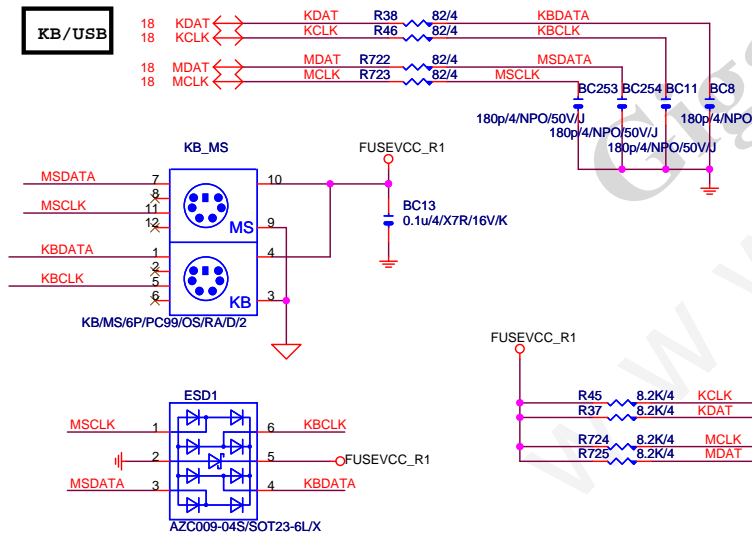 KB/USB
18 KDAT KDAT R38 82/4 KBDATA
18 KCLK KCLK R46 82/4 KBCLK
18 MDAT MDAT R722 82/4 MSDATA
18 MCLK MCLK R723 82/4 MSCLK
BC253 BC254 BC11 BC8
180p/4/NPO/50V/J
180p/4/NPO/50V/J
180p/4/NPO/50V/J
180p/4/NPO
Giga
w w
KB_MS
FUSEVCC_R1
MSDATA 7 10
8
MSCLK 11 9
12 MS
BC13
0.1u/4/X7R/16V/K
KBDATA 1 4
2
KBCLK 5
6 KB 3
KB/MS/6P/PC99/OS/RA/D/2
FUSEVCC_R1
R45 8.2K/4 KCLK
R37 8.2K/4 KDAT
R724 8.2K/4 MCLK
R725 8.2K/4 MDAT
ESD1
MSCLK 1 6 KBCLK
2 5 FUSEVCC_R1
MSDATA 3 4 KBDATA
AZC009-04S/SOT23-6L/X